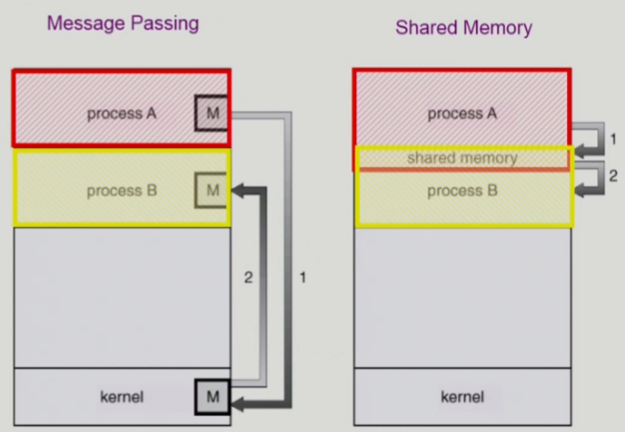 Message Passing
process A
M
process B
M
2
1
kernel
M
Shared Memory
process A
1
shared memory
2
process B
kernel